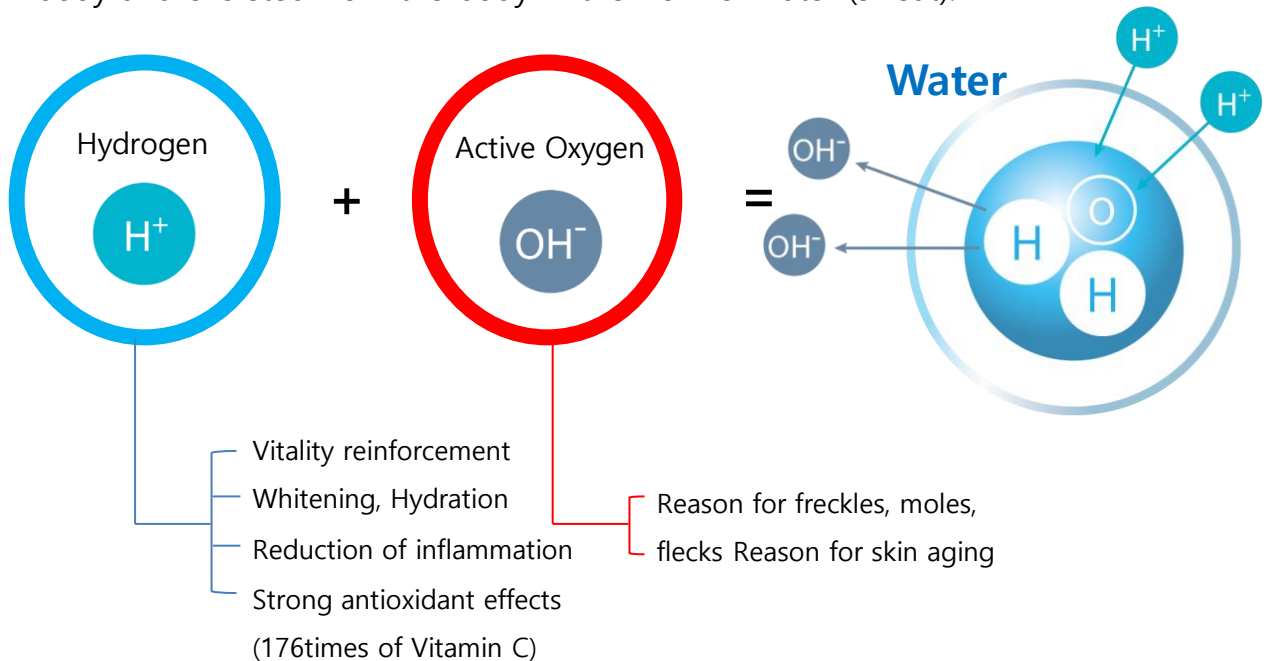 (sweat).
Water
H⁺
H⁺
Hydrogen
H⁺
+
Active Oxygen
OH⁻
=
OH⁻
OH⁻
O
H
H
Vitality reinforcement
Whitening, Hydration
Reduction of inflammation
Strong antioxidant effects
(176times of Vitamin C)
Reason for freckles, moles,
flecks Reason for skin aging